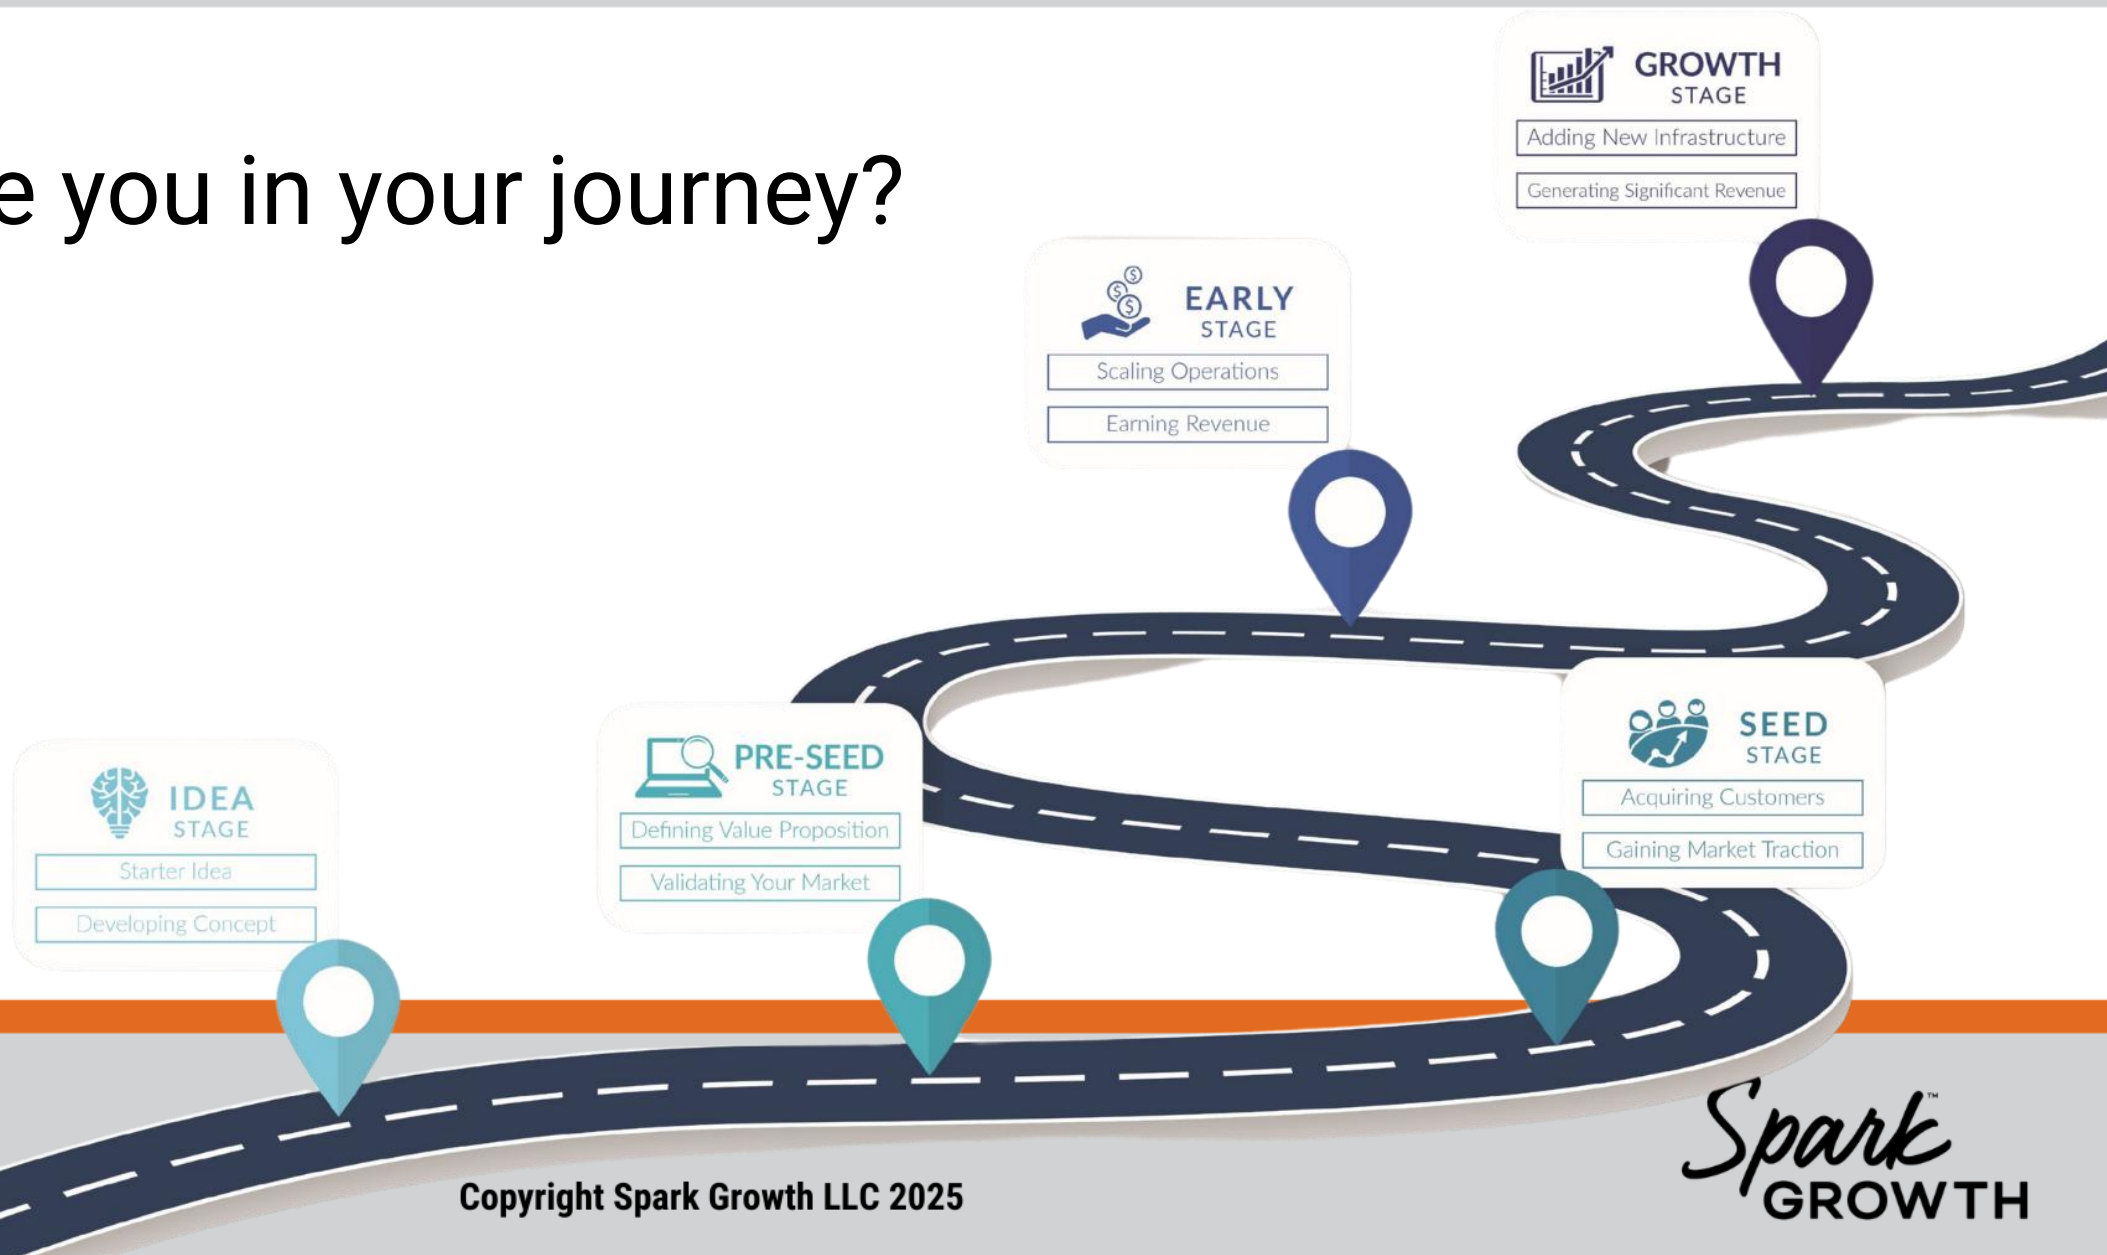 e you in your journey?
GROWTH
STAGE
Adding New Infrastructure
Generating Significant Revenue
EARLY
STAGE
Scaling Operations
Earning Revenue
SEED
STAGE
Acquiring Customers
Gaining Market Traction
PRE-SEED
STAGE
Defining Value Proposition
Validating Your Market
IDEA
STAGE
Starter Idea
Developing Concept
Copyright Spark Growth LLC 2025
Spark™
GROWTH